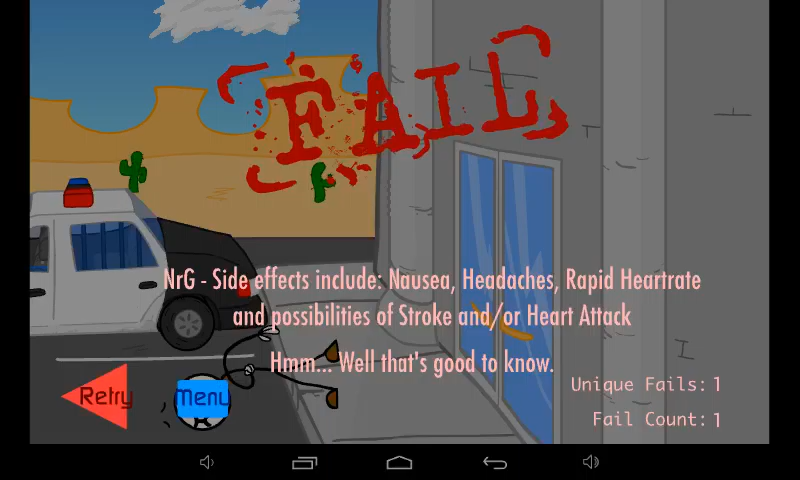 FAIL
NrG - Side effects include: Nausea, Headaches, Rapid Heartrate
and possibilities of Stroke and/or Heart Attack
Hmm... Well that's good to know.
Unique Fails: 1
Retry
Menu
Fail Count: 1